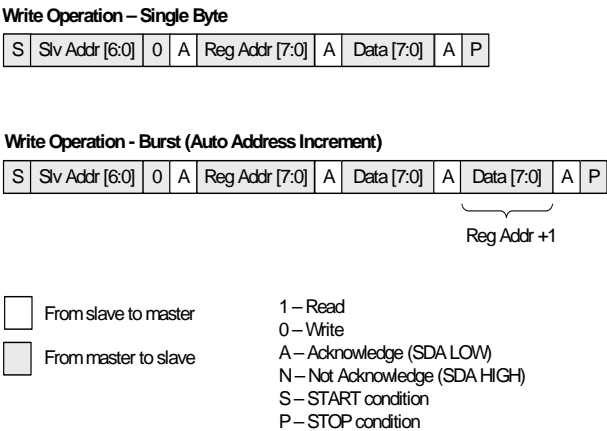 Write Operation – Single Byte
S Slv Addr [6:0] 0 A Reg Addr [7:0] A Data [7:0] A P
Write Operation - Burst (Auto Address Increment)
S Slv Addr [6:0] 0 A Reg Addr [7:0] A Data [7:0] A Data [7:0] A P
Reg Addr +1
From slave to master
From master to slave
1 – Read
0 – Write
A – Acknowledge (SDA LOW)
N – Not Acknowledge (SDA HIGH)
S – START condition
P – STOP condition